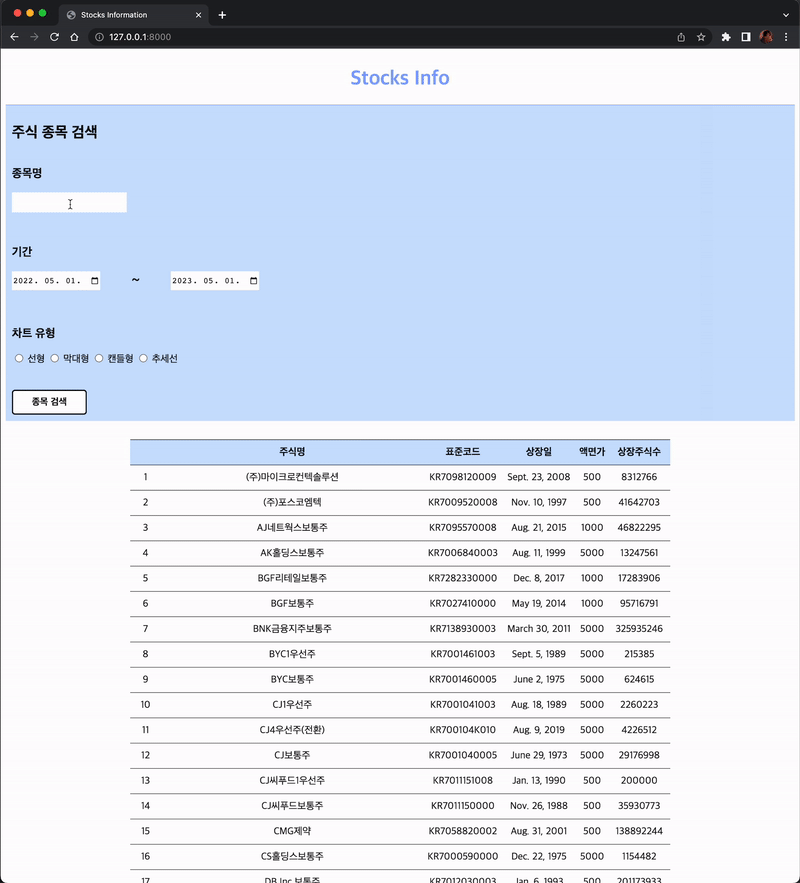 Stocks Information
127.0.0.1:8000
Stocks Info
주식 종목 검색
종목명
기간
2022. 05. 01. ~ 2023. 05. 01.
차트 유형
선형 막대형 캔들형 추세선
종목 검색
주식명 표준코드 상장일 액면가 상장주식수
1 (주)마이크로컨텍솔루션 KR7098120009 Sept. 23, 2008 500 8312766
2 (주)포스코엠텍 KR7009520008 Nov. 10, 1997 500 41642703
3 AJ네트웍스보통주 KR7095570008 Aug. 21, 2015 1000 46822295
4 AK홀딩스보통주 KR7006840003 Aug. 11, 1999 5000 13247561
5 BGF리테일보통주 KR7282330000 Dec. 8, 2017 1000 17283906
6 BGF보통주 KR7027410000 May 19, 2014 1000 95716791
7 BNK금융지주보통주 KR7138930003 March 30, 2011 5000 325935246
8 BYC1우선주 KR7001461003 Sept. 5, 1989 5000 215385
9 BYC보통주 KR7001460005 June 2, 1975 5000 624615
10 CJ1우선주 KR7001041003 Aug. 18, 1989 5000 2260223
11 CJ4우선주(전환) KR700104K010 Aug. 9, 2019 5000 4226512
12 CJ보통주 KR7001040005 June 29, 1973 5000 29176998
13 CJ씨푸드1우선주 KR7011151008 Jan. 13, 1990 500 200000
14 CJ씨푸드보통주 KR7011150000 Nov. 26, 1988 500 35930773
15 CMG제약 KR7058820002 Aug. 31, 2001 500 138892244
16 CS홀딩스보통주 KR7000590000 Dec. 22, 1975 5000 1154482
17 DB Inc.보통주 KR7012030003 Jan. 6, 1993 500 201173933